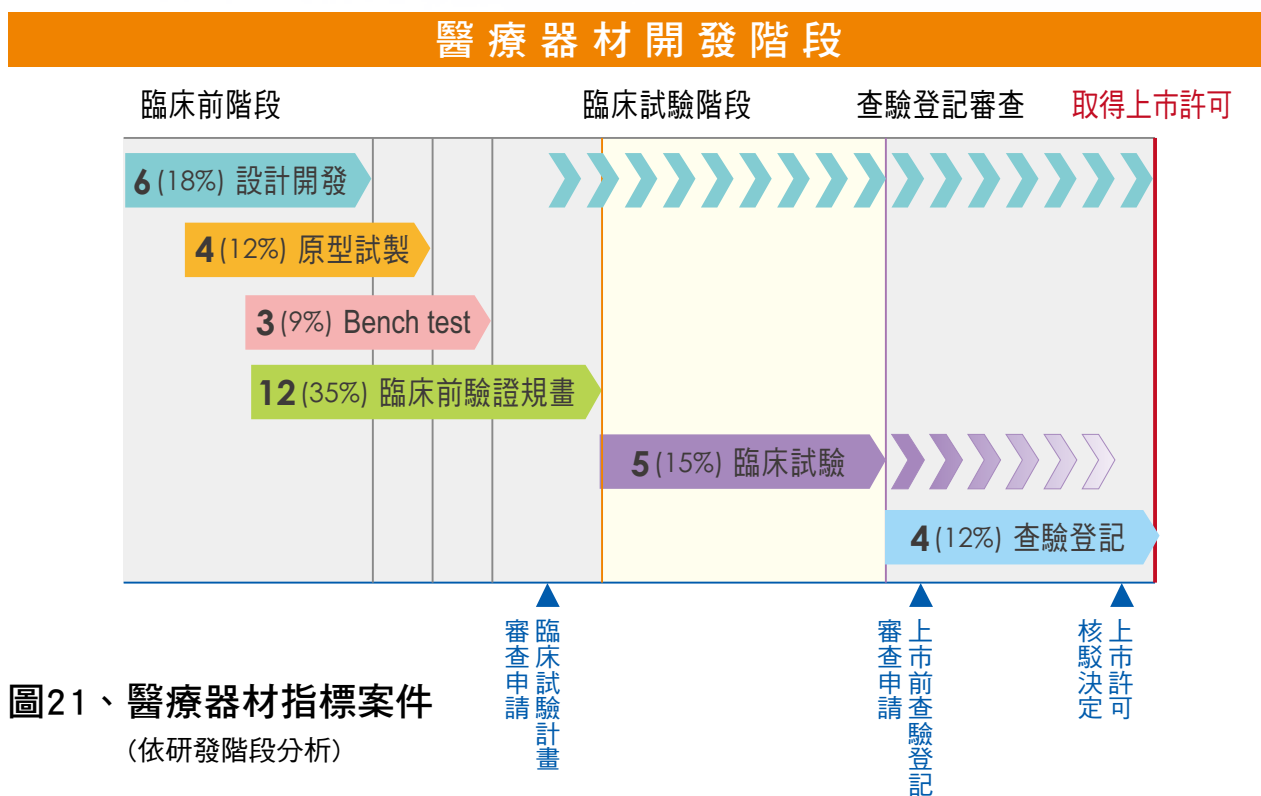 醫療器材開發階段
臨床前階段
臨床試驗階段
查驗登記審查
取得上市許可
6 (18%) 設計開發
4 (12%) 原型試製
3 (9%) Bench test
12 (35%) 臨床前驗證規畫
5 (15%) 臨床試驗
4 (12%) 查驗登記
臨床試驗計畫
審查申請
上市前查驗登記
審查申請
上市許可
核駁決定
圖21、醫療器材指標案件
(依研發階段分析)